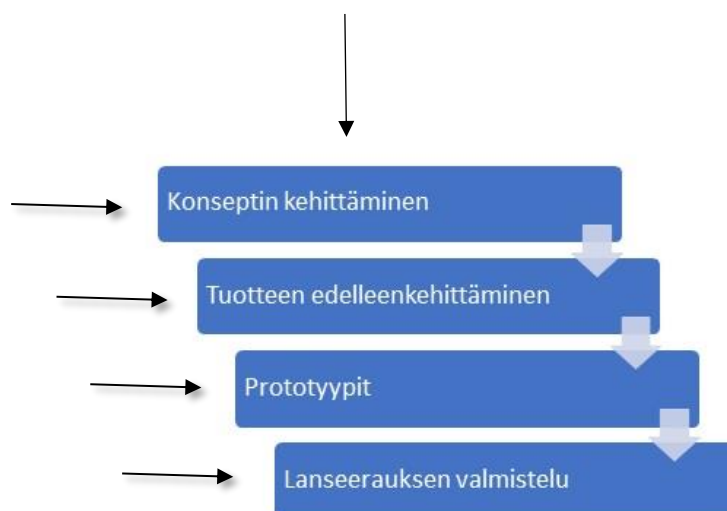 Konseptin kehittäminen
Tuotteen edelleenkehittäminen
Prototyypit
Lanseerauksen valmistelu